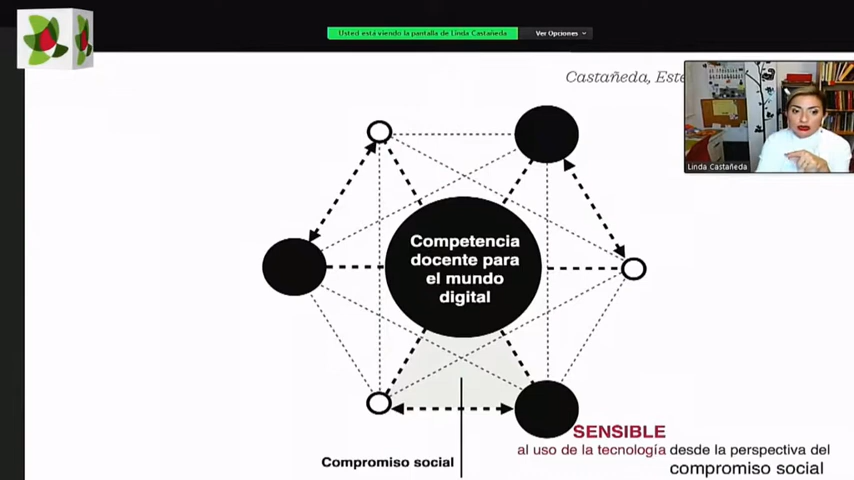 Usted está viendo la pantalla de Linda Castañeda
Ver Opciones
Castañeda, Este
Linda Castañeda
Competencia
docente para
el mundo
digital
SENSIBLE
al uso de la tecnología desde la perspectiva del
compromiso social
Compromiso social